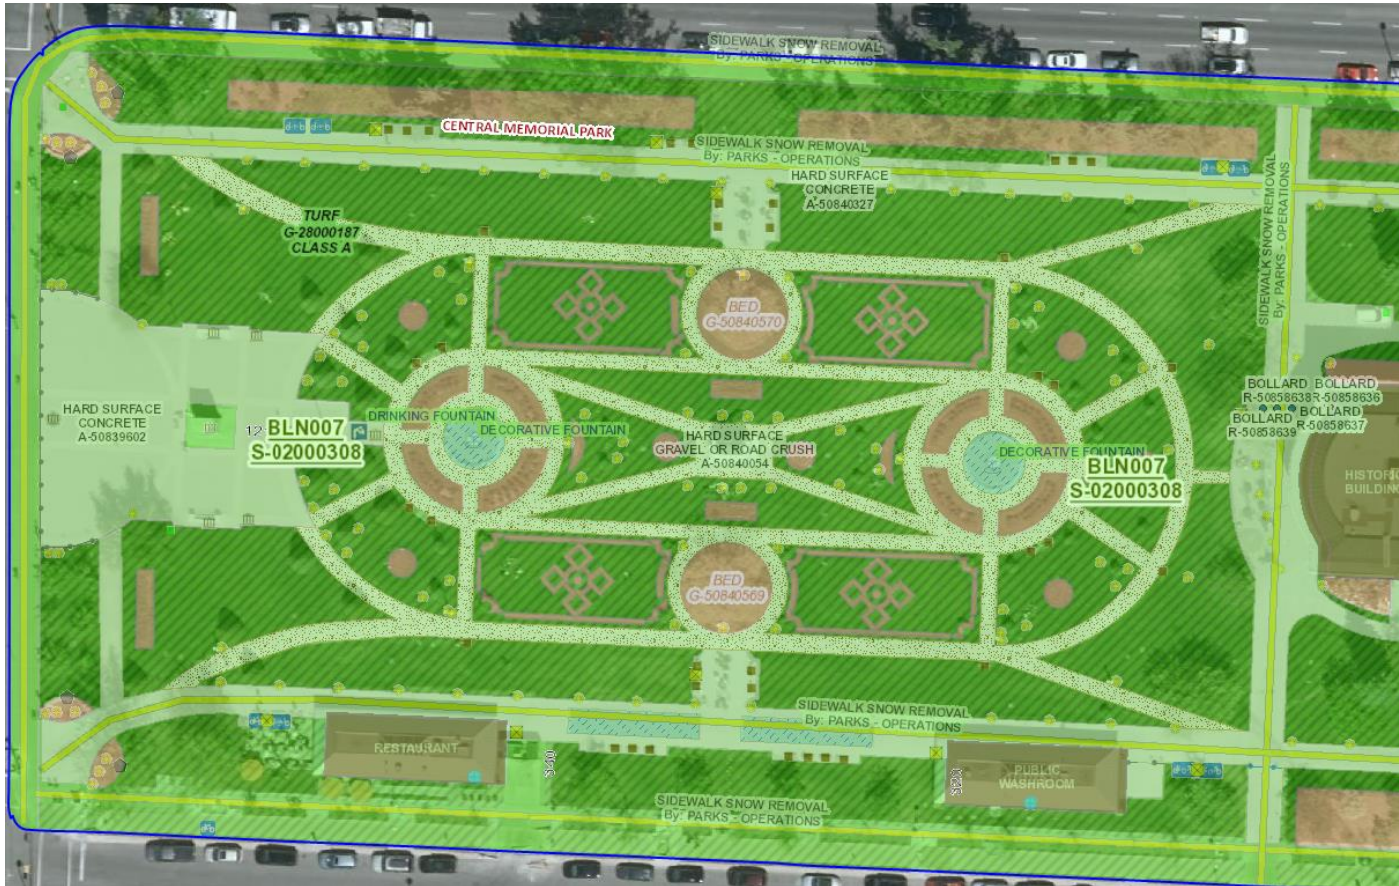 SIDEWALK SNOW REMOVAL
By: PARKS - OPERATIONS
CENTRAL MEMORIAL PARK
SIDEWALK SNOW REMOVAL
By: PARKS - OPERATIONS
HARD SURFACE
CONCRETE
A-50840327
TURF
G-28000187
CLASS A
SIDEWALK SNOW REMOVAL
By: PARKS - OPERATIONS
BED
G-50840570
BOLLARD
R-50858638
BOLLARD
R-50858636
BOLLARD
R-50858639
BOLLARD
R-50858637
HARD SURFACE
CONCRETE
A-50839602
12
BLN007
S-02000308
DRINKING FOUNTAIN
DECORATIVE FOUNTAIN
HARD SURFACE
GRAVEL OR ROAD CRUSH
A-50840054
DECORATIVE FOUNTAIN
BLN007
S-02000308
HISTORIC
BUILDING
BED
G-50840569
SIDEWALK SNOW REMOVAL
By: PARKS - OPERATIONS
RESTAURANT
PUBLIC
WASHROOM
SIDEWALK SNOW REMOVAL
By: PARKS - OPERATIONS